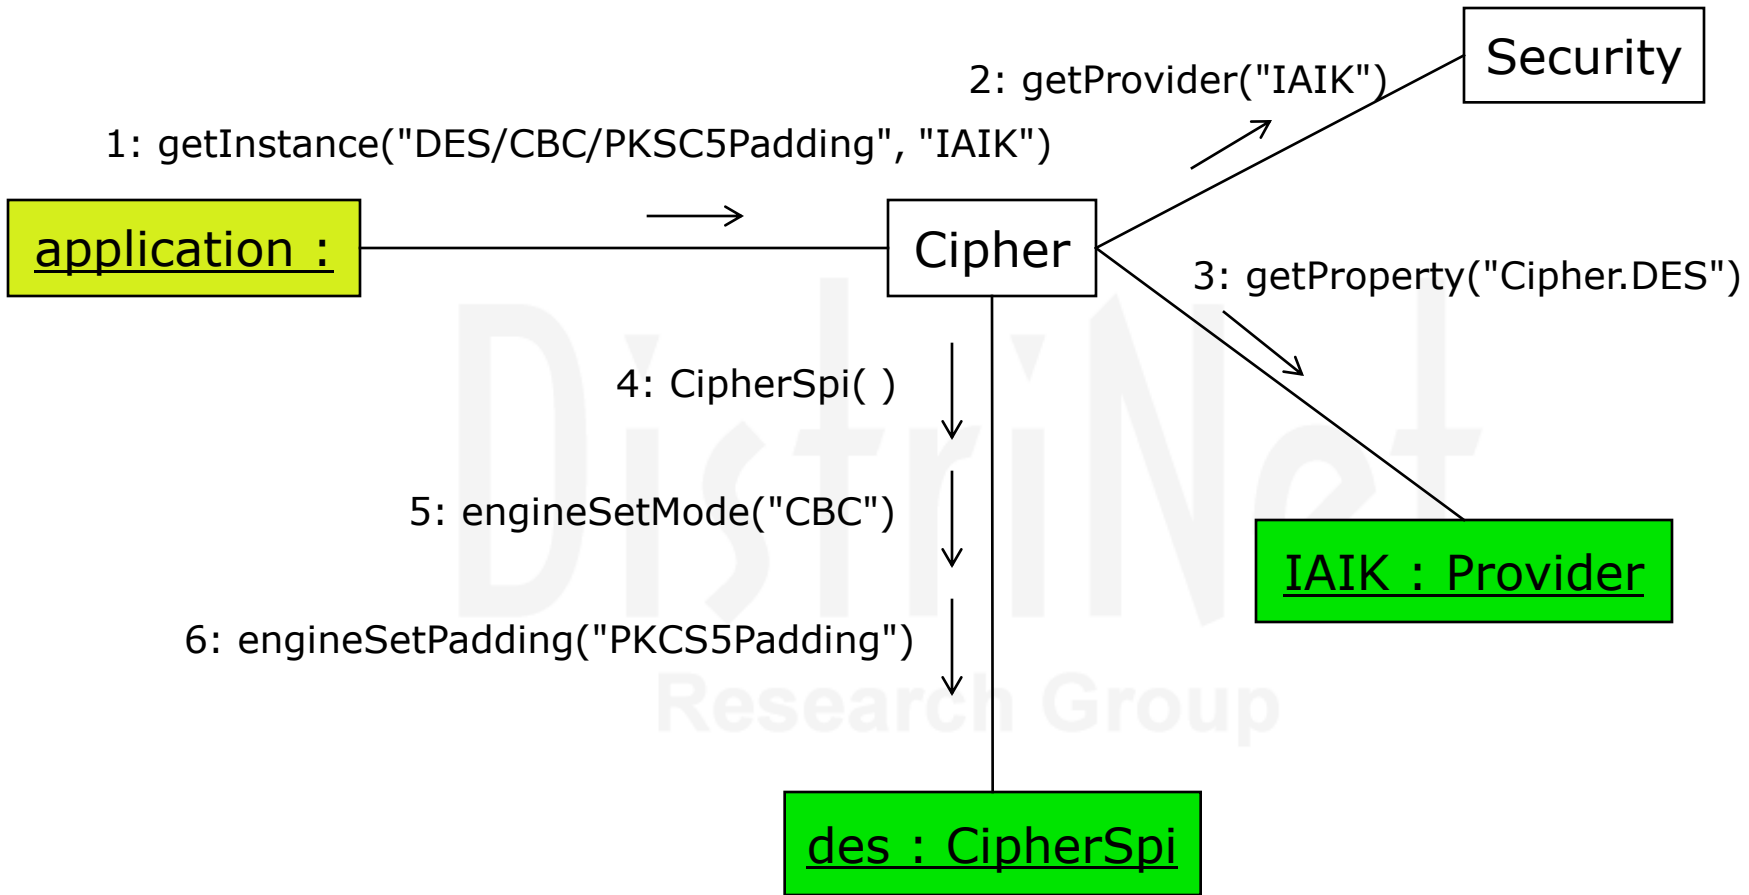 Security
2: getProvider("IAIK")
1: getInstance("DES/CBC/PKSC5Padding", "IAIK")
application :
Cipher
3: getProperty("Cipher.DES")
4: CipherSpi( )
5: engineSetMode("CBC")
IAIK : Provider
6: engineSetPadding("PKCS5Padding")
des : CipherSpi
DistriNet
Research Group